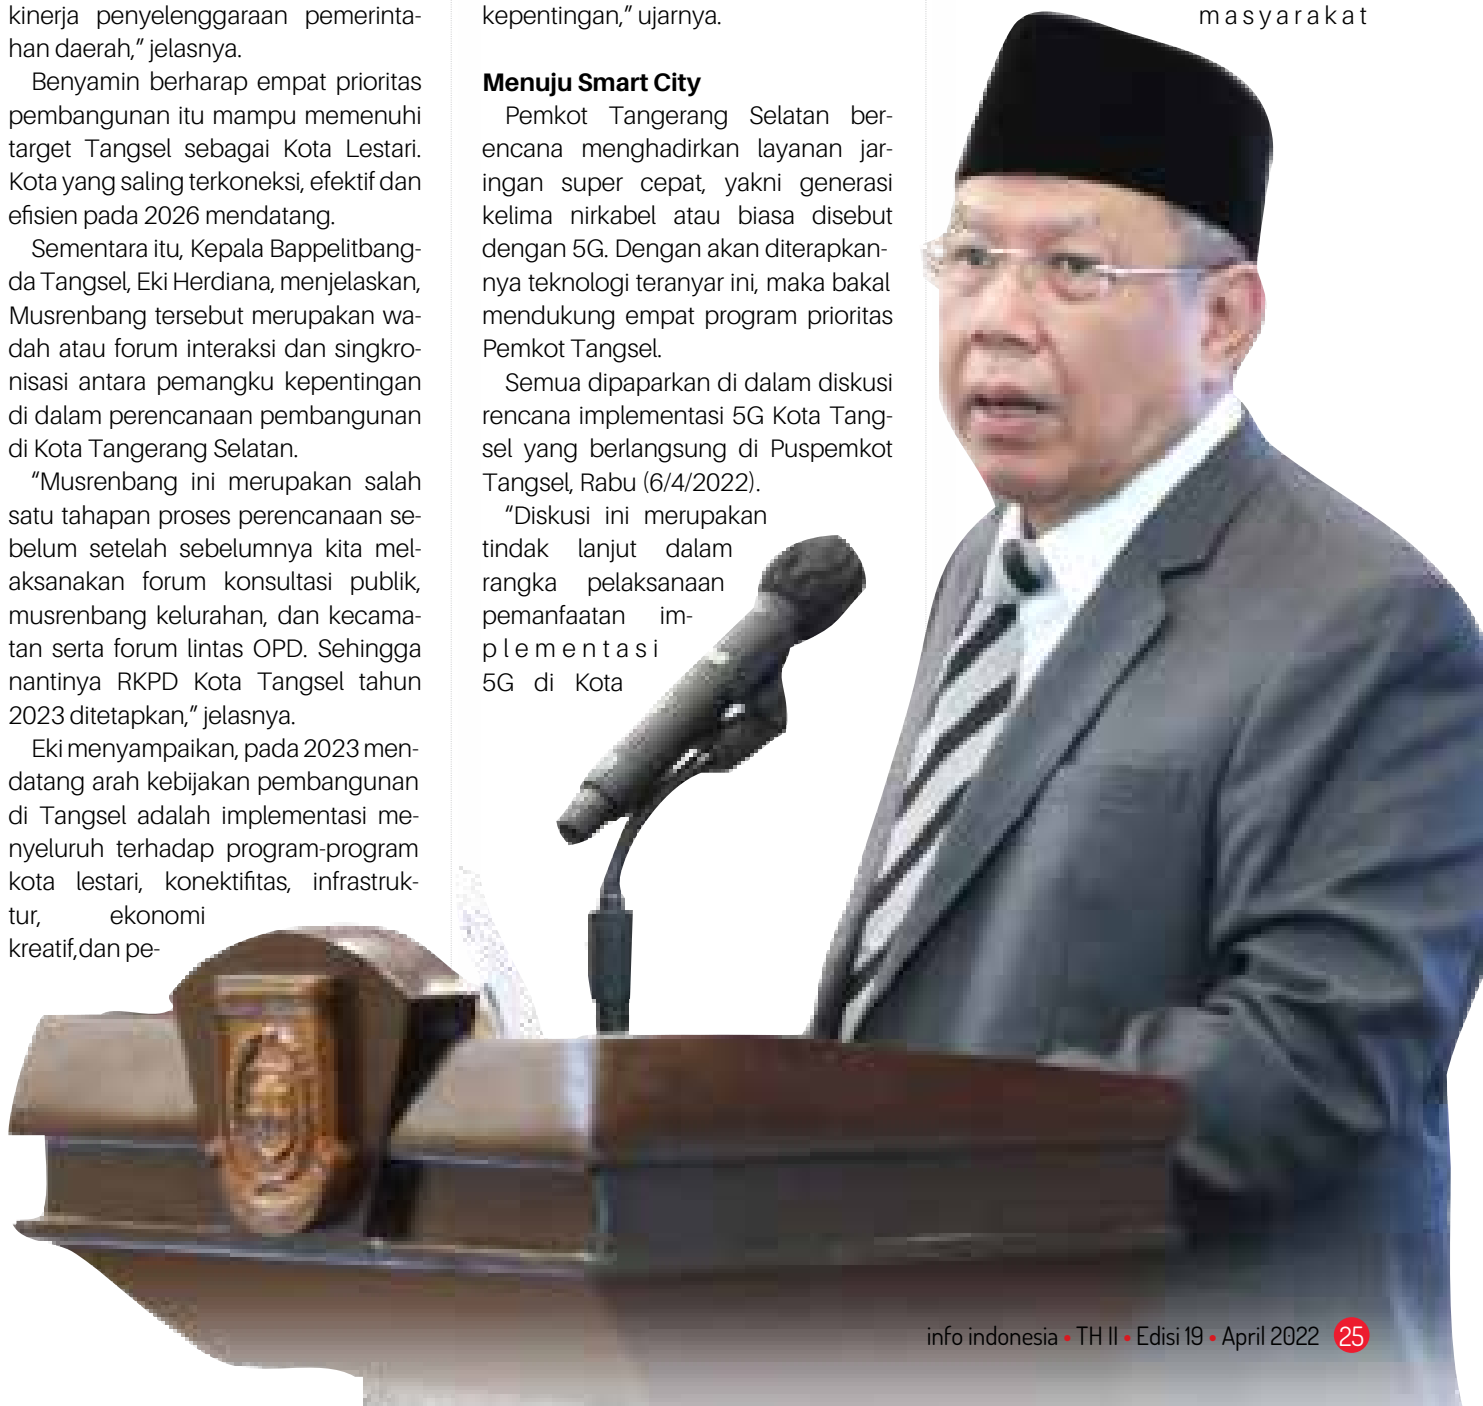 kinerja penyelenggaraan pemerinta-
han daerah,” jelasnya.
Benyamin berharap empat prioritas
pembangunan itu mampu memenuhi
target Tangsel sebagai Kota Lestari.
Kota yang saling terkoneksi, efektif dan
efisien pada 2026 mendatang.
Sementara itu, Kepala Bappelitbang-
da Tangsel, Eki Herdiana, menjelaskan,
Musrenbang tersebut merupakan wa-
dah atau forum interaksi dan singkro-
nisasi antara pemangku kepentingan
di dalam perencanaan pembangunan
di Kota Tangerang Selatan.
“Musrenbang ini merupakan salah
satu tahapan proses perencanaan se-
belum setelah sebelumnya kita mel-
aksanakan forum konsultasi publik,
musrenbang kelurahan, dan kecama-
tan serta forum lintas OPD. Sehingga
nantinya RKPD Kota Tangsel tahun
2023 ditetapkan,” jelasnya.
Eki menyampaikan, pada 2023 men-
datang arah kebijakan pembangunan
di Tangsel adalah implementasi me-
nyeluruh terhadap program-program
kota lestari, konektifitas, infrastruk-
tur, ekonomi
kreatif,dan pe-
kepentingan,” ujarnya.
Menuju Smart City
Pemkot Tangerang Selatan ber-
encana menghadirkan layanan jar-
ingan super cepat, yakni generasi
kelima nirkabel atau biasa disebut
dengan 5G. Dengan akan diterapkan-
nya teknologi teranyar ini, maka bakal
mendukung empat program prioritas
Pemkot Tangsel.
Semua dipaparkan di dalam diskusi
rencana implementasi 5G Kota Tang-
sel yang berlangsung di Puspemkot
Tangsel, Rabu (6/4/2022).
“Diskusi ini merupakan
tindak lanjut dalam
rangka pelaksanaan
pemanfaatan im-
plementasi
5G di Kota
masyarakat
info indonesia • TH II • Edisi 19 • April 2022 25